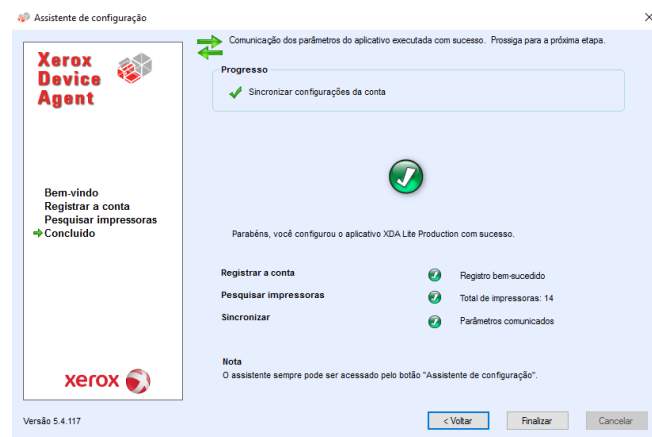 Assistente de configuração
Xerox
Device
Agent
Bem-vindo
Registrar a conta
Pesquisar impressoras
Concluído
xerox
Comunicação dos parâmetros do aplicativo executada com sucesso. Prossiga para a próxima etapa.
Progresso
Sincronizar configurações da conta
Parabéns, você configurou o aplicativo XDA Lite Production com sucesso.
Registrar a conta Registro bem-sucedido
Pesquisar impressoras Total de impressoras: 14
Sincronizar Parâmetros comunicados
Nota
O assistente sempre pode ser acessado pelo botão "Assistente de configuração".
Versão 5.4.117
< Voltar Finalizar Cancelar